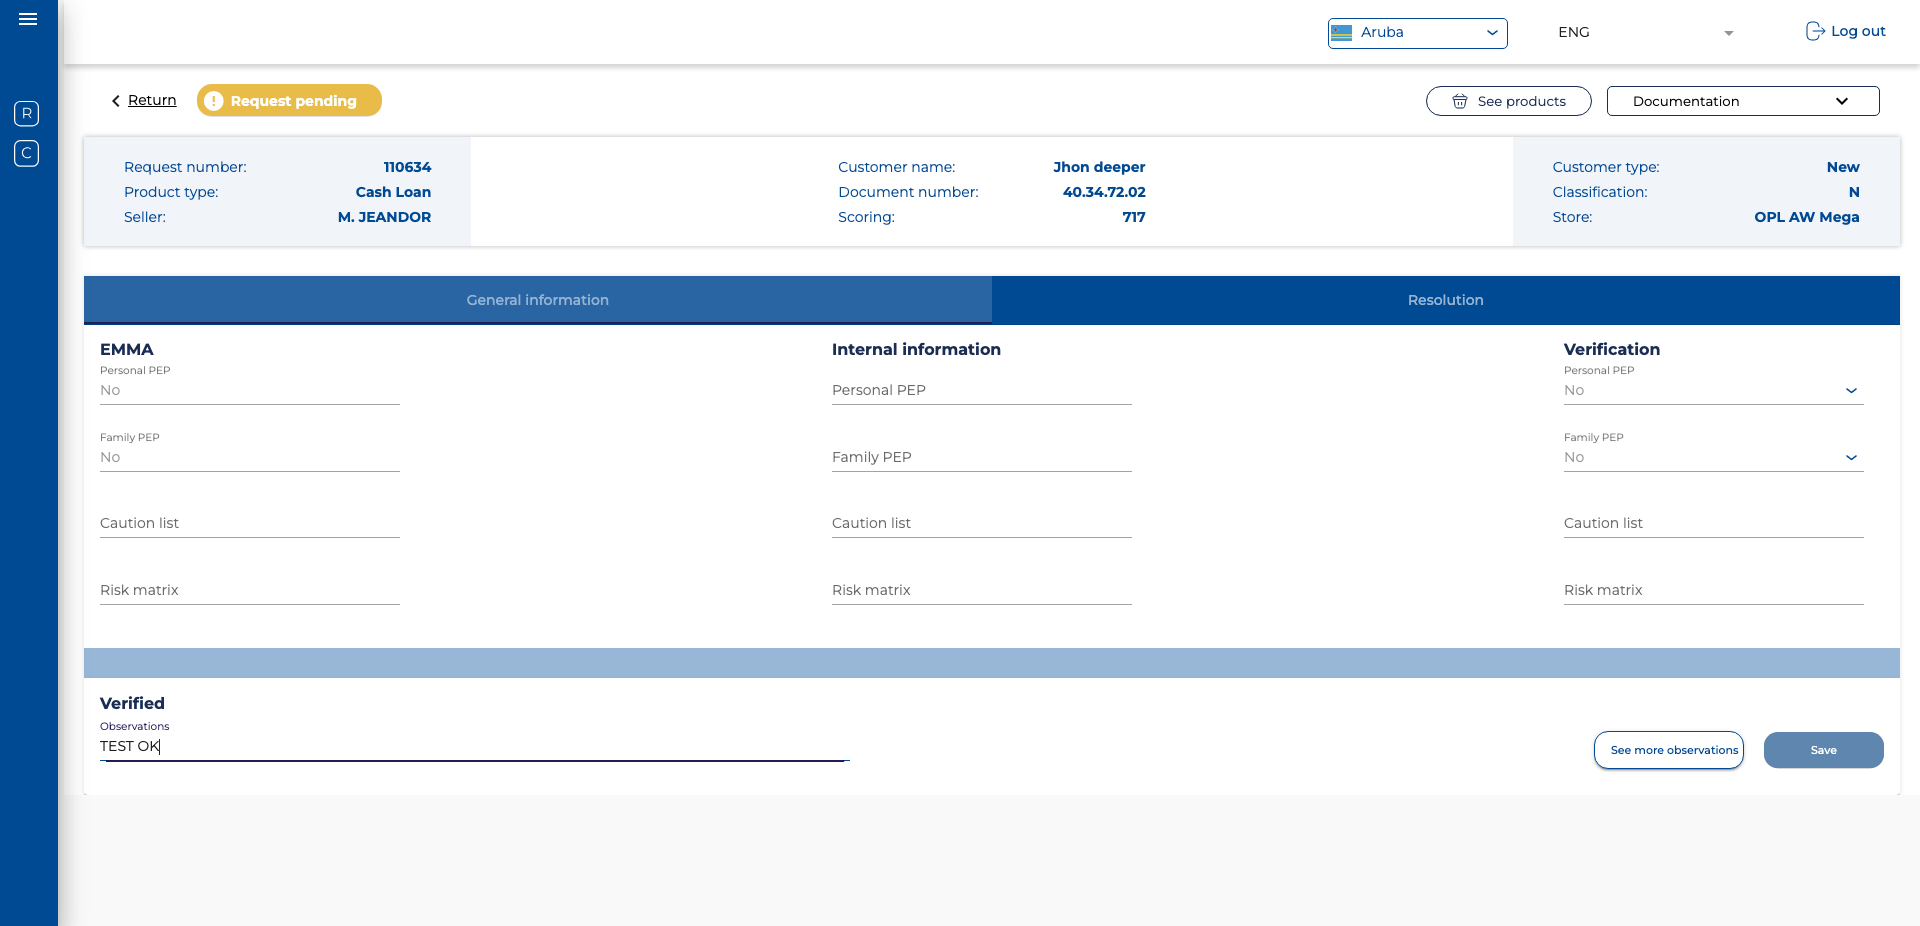 Aruba
ENG
Log out
R
C
Return
Request pending
See products
Documentation
Request number: 110634
Product type: Cash Loan
Seller: M. JEANDOR
Customer name: Jhon deeper
Document number: 40.34.72.02
Scoring: 717
Customer type: New
Classification: N
Store: OPL AW Mega
General information
Resolution
EMMA
Personal PEP
No
Family PEP
No
Caution list
Risk matrix
Internal information
Personal PEP
Family PEP
Caution list
Risk matrix
Verification
Personal PEP
No
Family PEP
No
Caution list
Risk matrix
Verified
Observations
TEST OK
See more observations
Save